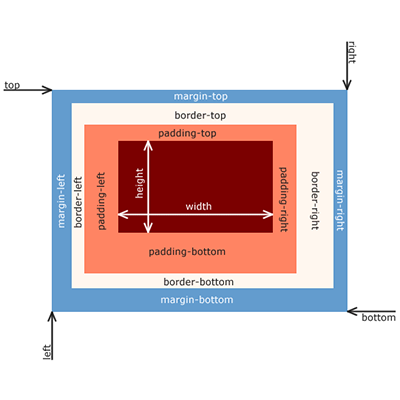 right
top
margin-top
border-top
padding-top
margin-left
border-left
padding-left
height
width
padding-right
border-right
margin-right
padding-bottom
border-bottom
margin-bottom
bottom
left